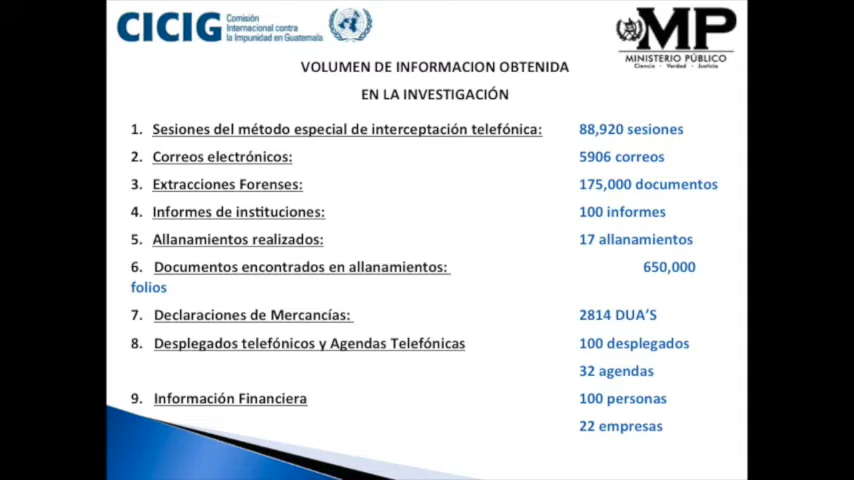 CICIG
Comisión
Internacional contra
la Impunidad en Guatemala
MP
MINISTERIO PÚBLICO
Ciencia - Verdad - Justicia
VOLUMEN DE INFORMACION OBTENIDA
EN LA INVESTIGACIÓN
1. Sesiones del método especial de interceptación telefónica: 88,920 sesiones
2. Correos electrónicos: 5906 correos
3. Extracciones Forenses: 175,000 documentos
4. Informes de instituciones: 100 informes
5. Allanamientos realizados: 17 allanamientos
6. Documentos encontrados en allanamientos: 650,000
folios
7. Declaraciones de Mercancías: 2814 DUA’S
8. Desplegados telefónicos y Agendas Telefónicas 100 desplegados
32 agendas
9. Información Financiera 100 personas
22 empresas